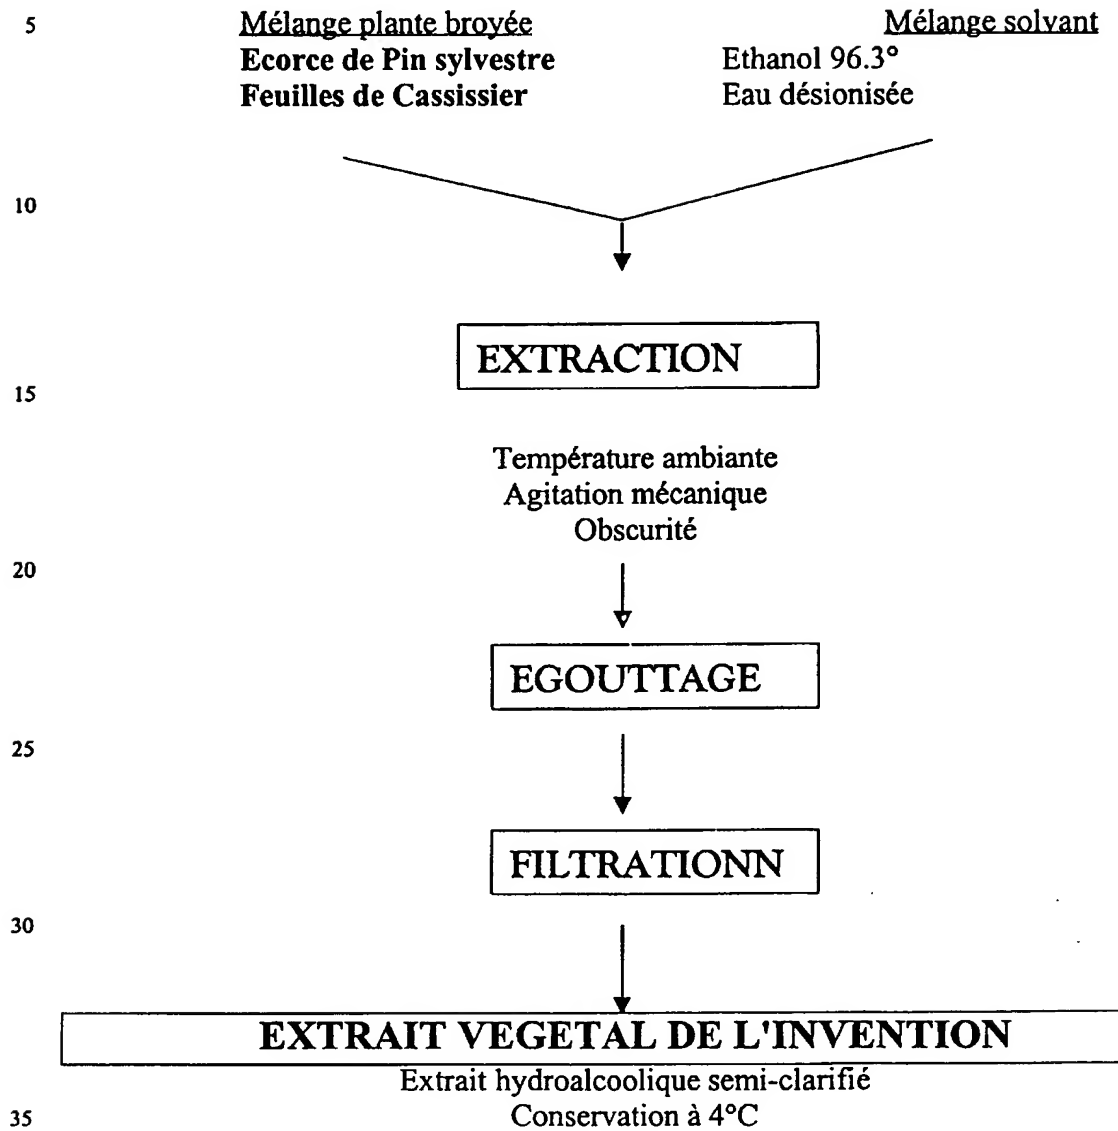 5 Mélange plante broyée Mélange solvant
Ecorce de Pin sylvestre Ethanol 96.3°
Feuilles de Cassissier Eau désionisée
10
EXTRACTION
15
Température ambiante
Agitation mécanique
Obscurité
20
EGOUTTAGE
25
FILTRATIONN
30
EXTRAIT VEGETAL DE L'INVENTION
Extrait hydroalcoolique semi-clarifié
35 Conservation à 4°C